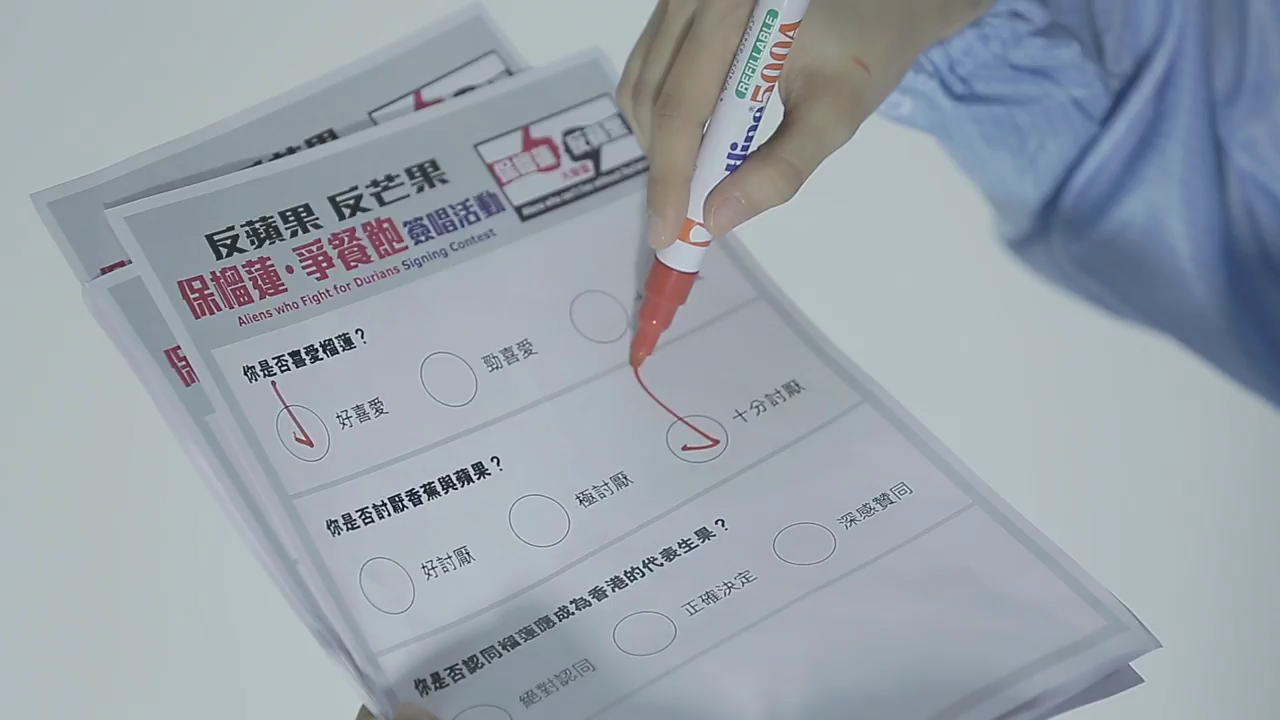 反蘋果 反芒果
保榴蓮·爭餐飽簽唱活動
Aliens who Fight for Durians Signing Contest
保榴蓮
你是否喜愛榴蓮？
好喜愛
勁喜愛
你是否討厭香蕉與蘋果？
好討厭
極討厭
十分討厭
你是否認同榴蓮應成為香港的代表生果？
絕對認同
正確決定
深感贊同
REFILLABLE
500A